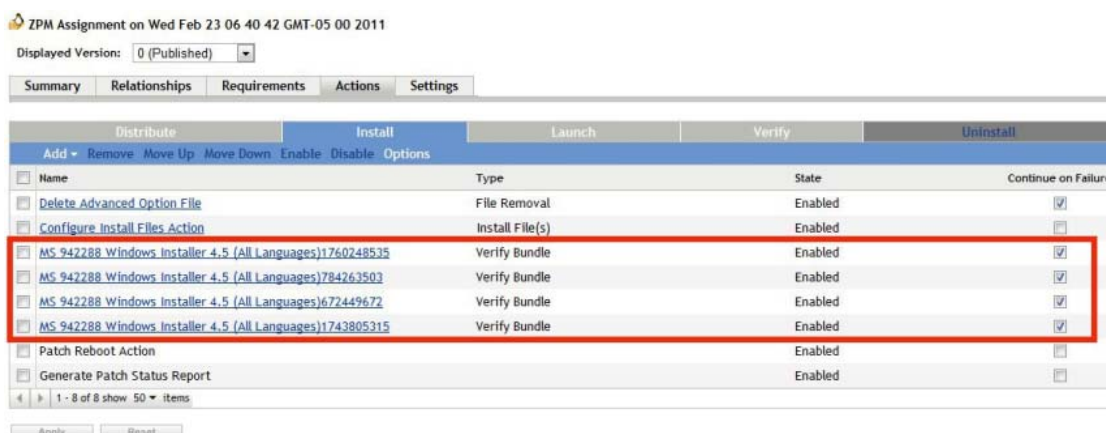 ZPM Assignment on Wed Feb 23 06 40 42 GMT-05 00 2011
Displayed Version: 0 (Published)
Summary Relationships Requirements Actions Settings
Distribute Install Launch Verify Uninstall
Add Remove Move Up Move Down Enable Disable Options
Name Type State Continue on Failure
Delete Advanced Option File File Removal Enabled
Configure Install Files Action Install File(s) Enabled
MS 942288 Windows Installer 4.5 (All Languages)1760248535 Verify Bundle Enabled
MS 942288 Windows Installer 4.5 (All Languages)784263503 Verify Bundle Enabled
MS 942288 Windows Installer 4.5 (All Languages)672449672 Verify Bundle Enabled
MS 942288 Windows Installer 4.5 (All Languages)1743805315 Verify Bundle Enabled
Patch Reboot Action Enabled
Generate Patch Status Report Enabled
1 - 8 of 8 show 50 items
Apply Reset